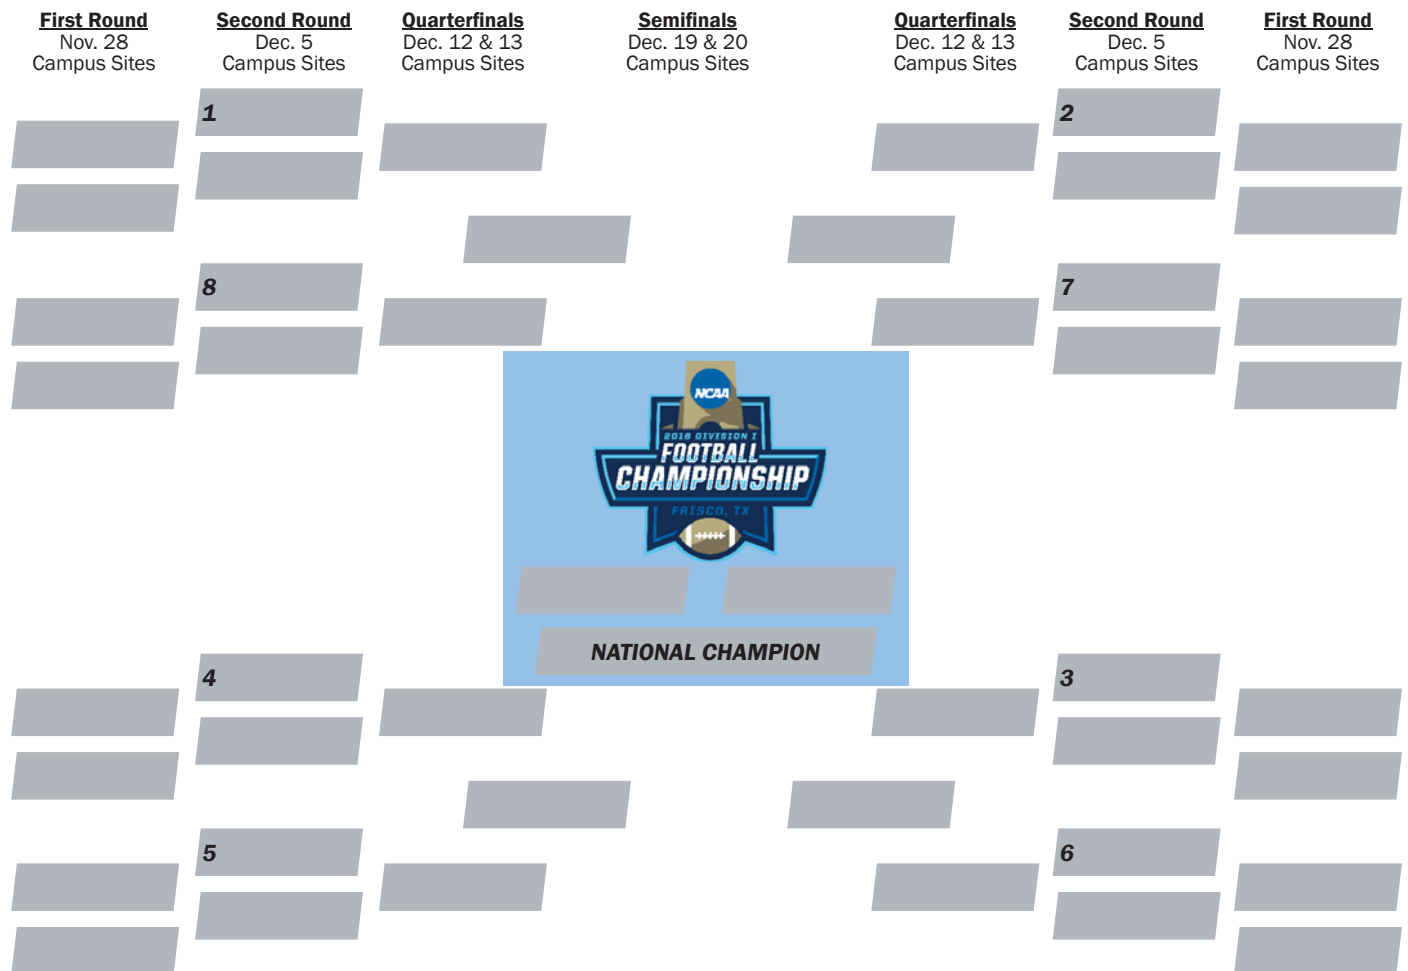 First Round
Nov. 28
Campus Sites
Second Round
Dec. 5
Campus Sites
Quarterfinals
Dec. 12 & 13
Campus Sites
Semifinals
Dec. 19 & 20
Campus Sites
Quarterfinals
Dec. 12 & 13
Campus Sites
Second Round
Dec. 5
Campus Sites
First Round
Nov. 28
Campus Sites
1
2
8
7
NCAA
2016 DIVISION I
FOOTBALL
CHAMPIONSHIP
FRISCO, TX
NATIONAL CHAMPION
4
3
5
6